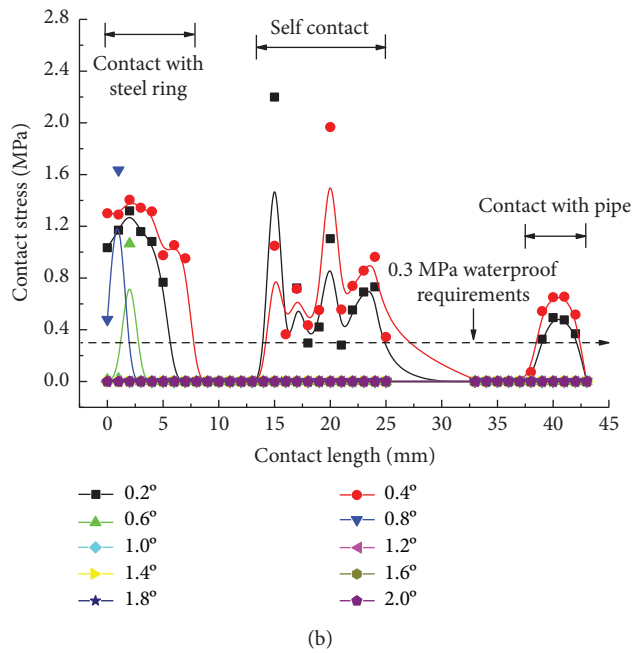 2.8
2.4
2.0
1.6
1.2
0.8
0.4
0.0
Contact stress (MPa)
Contact with
steel ring
Self contact
Contact with pipe
0.3 MPa waterproof
requirements
0 5 10 15 20 25 30 35 40 45
Contact length (mm)
0.2º 0.4º
0.6º 0.8º
1.0º 1.2º
1.4º 1.6º
1.8º 2.0º
(b)